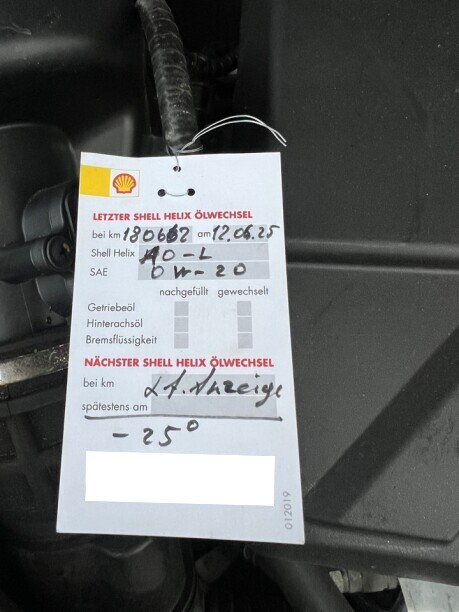 LETZTER SHELL HELIX ÖLWECHSEL
bei km 180662 am 12.06.25
Shell Helix A0-L
SAE 0W-20
nachgefüllt gewechselt
Getriebeöl
Hinterachsöl
Bremsflüssigkeit
NÄCHSTER SHELL HELIX ÖLWECHSEL
bei km Lt. Anzeige
spätestens am
-25°
012019